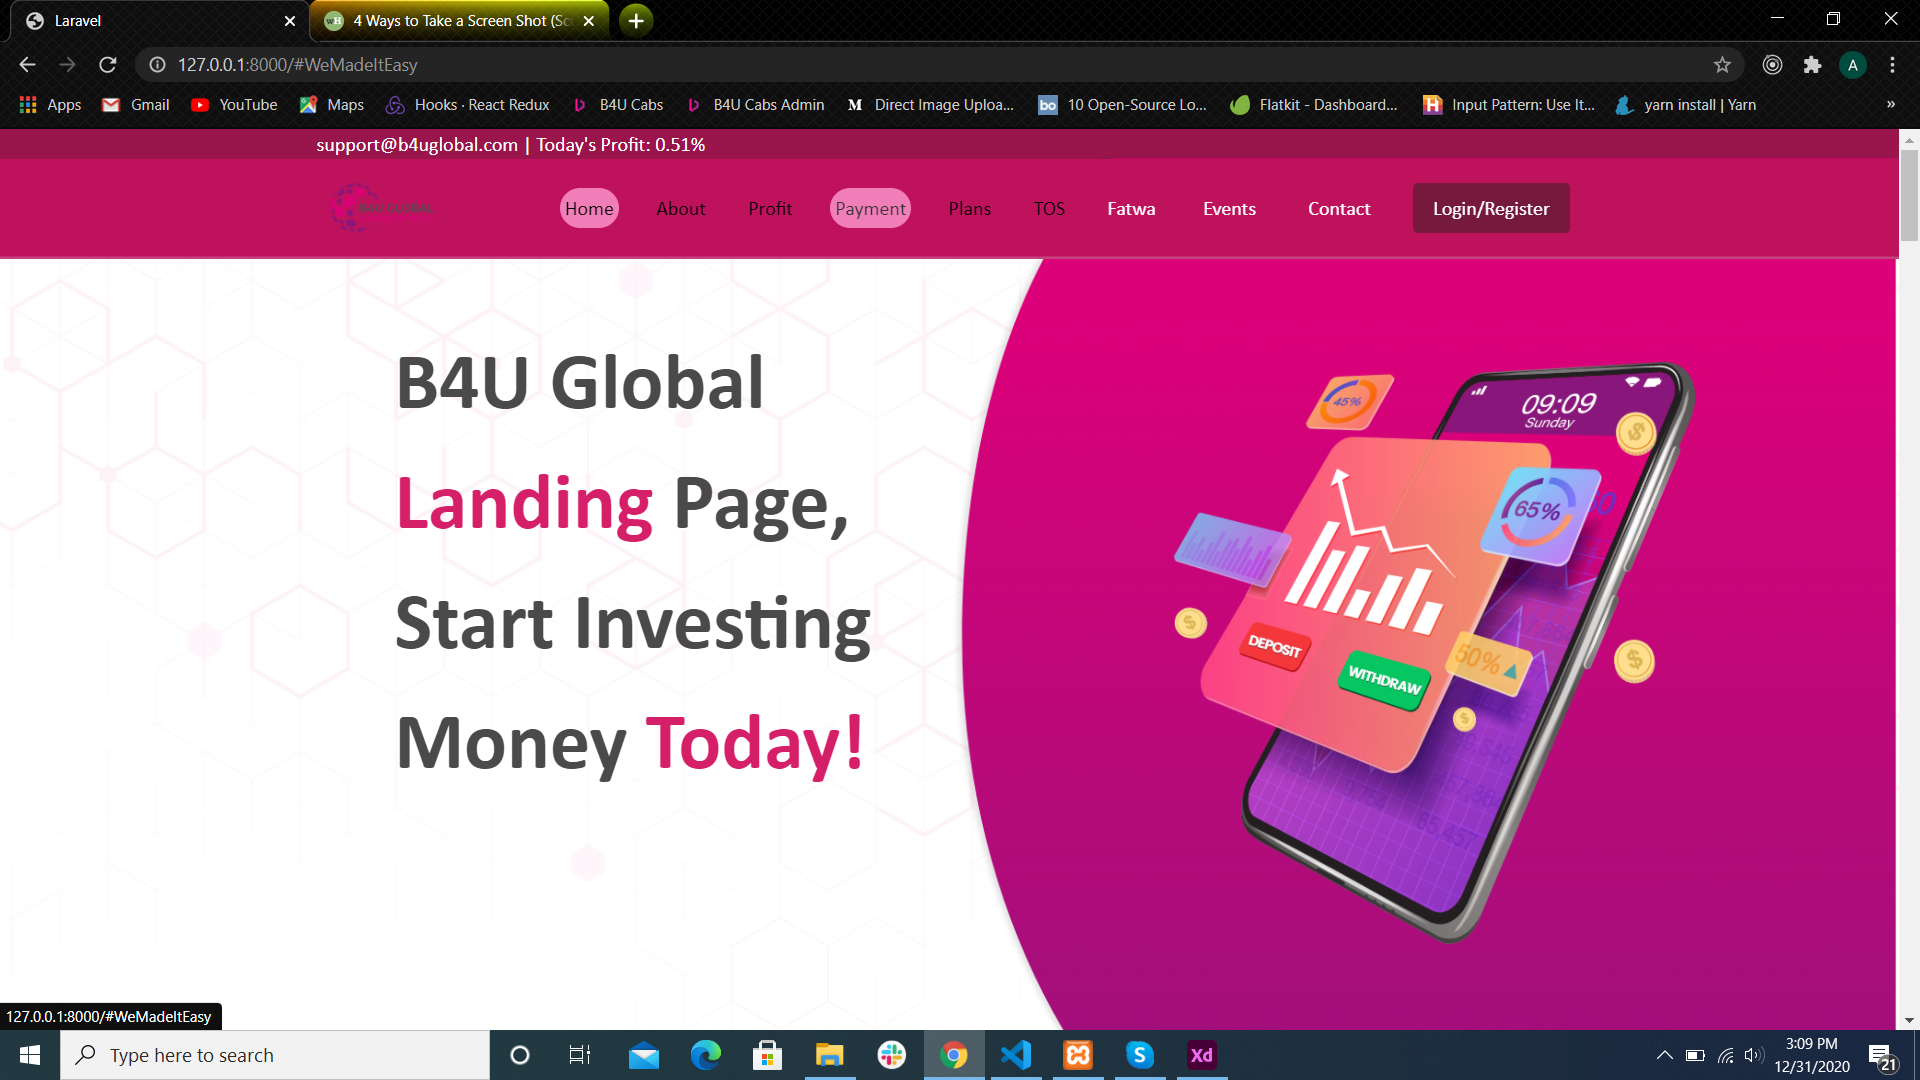 Laravel
4 Ways to Take a Screen Shot (Sc
127.0.0.1:8000/#WeMadeItEasy
A
Apps
Gmail
YouTube
Maps
Hooks · React Redux
B4U Cabs
B4U Cabs Admin
Direct Image Uploa...
10 Open-Source Lo...
Flatkit - Dashboard...
Input Pattern: Use It...
yarn install | Yarn
»
support@b4uglobal.com | Today's Profit: 0.51%
B4U GLOBAL
Home
About
Profit
Payment
Plans
TOS
Fatwa
Events
Contact
Login/Register
B4U Global
Landing Page,
Start Investing
Money Today!
09:09
Sunday
45%
65%
DEPOSIT
WITHDRAW
50%
127.0.0.1:8000/#WeMadeItEasy
Type here to search
Xd
3:09 PM
12/31/2020
21